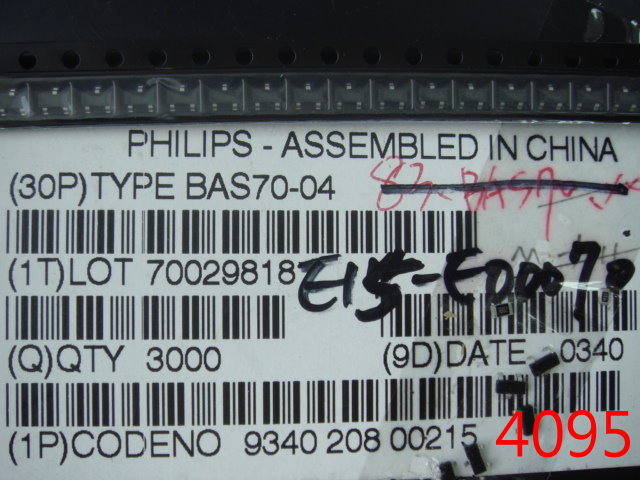 PHILIPS - ASSEMBLED IN CHINA
(30P)TYPE BAS70-04
(1T)LOT 70029818
E15-E00070
(Q)QTY 3000
(9D)DATE 0340
(1P)CODENO 9340 208 00215
4095